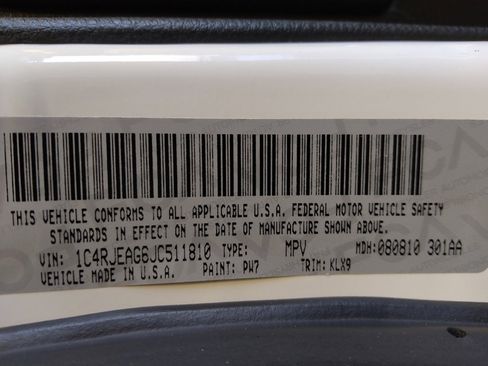 THIS VEHICLE CONFORMS TO ALL APPLICABLE U.S.A. FEDERAL MOTOR VEHICLE SAFETY
STANDARDS IN EFFECT ON THE DATE OF MANUFACTURE SHOWN ABOVE.
VIN: 1C4RJEAG6JC511810 TYPE: MPV MDH: 080810 301AA
VEHICLE MADE IN U.S.A. PAINT: PW7 TRIM: KLX9